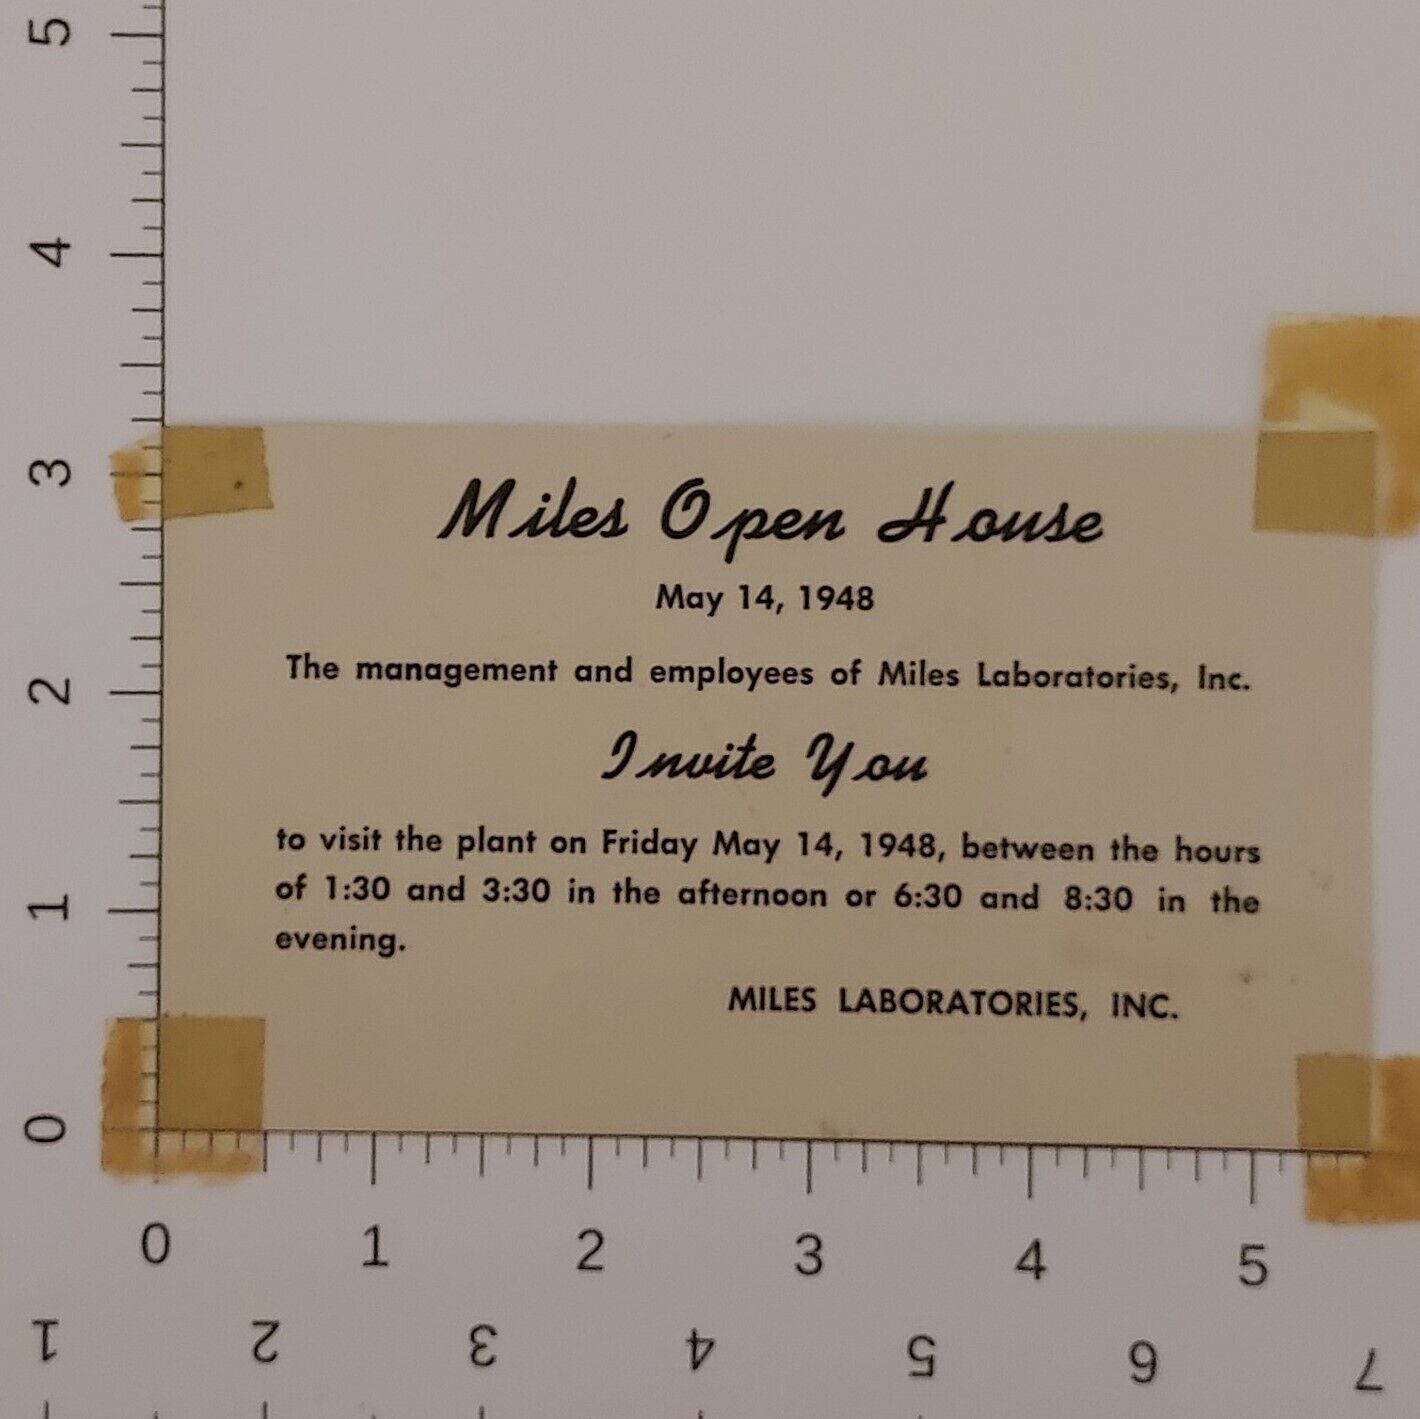 5
4
3
2
1
0
Miles Open House
May 14, 1948
The management and employees of Miles Laboratories, Inc.
Invite You
to visit the plant on Friday May 14, 1948, between the hours
of 1:30 and 3:30 in the afternoon or 6:30 and 8:30 in the
evening.
MILES LABORATORIES, INC.
0 1 2 3 4 5
1 2 3 4 5 6 7